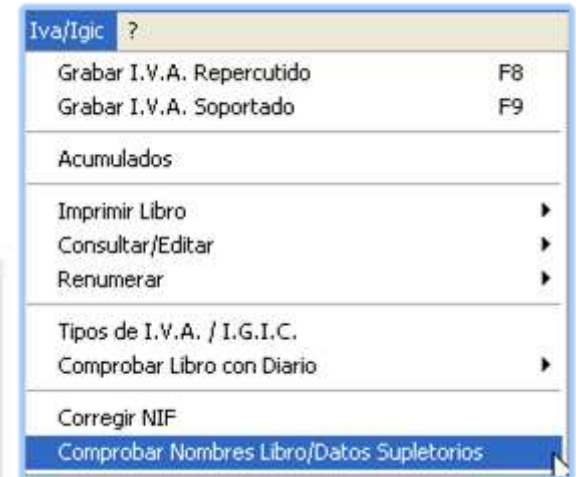 Iva/Igic ?
Grabar I.V.A. Repercutido F8
Grabar I.V.A. Soportado F9
Acumulados
Imprimir Libro
Consultar/Editar
Renumerar
Tipos de I.V.A. / I.G.I.C.
Comprobar Libro con Diario
Corregir NIF
Comprobar Nombres Libro/Datos Supletorios